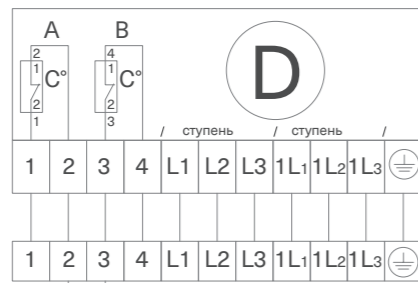 A B
2 4
1 C° 1 C° D
2 2
1 3
/ ступень / ступень /
1 2 3 4 L1 L2 L3 1L1 1L2 1L3
1 2 3 4 L1 L2 L3 1L1 1L2 1L3